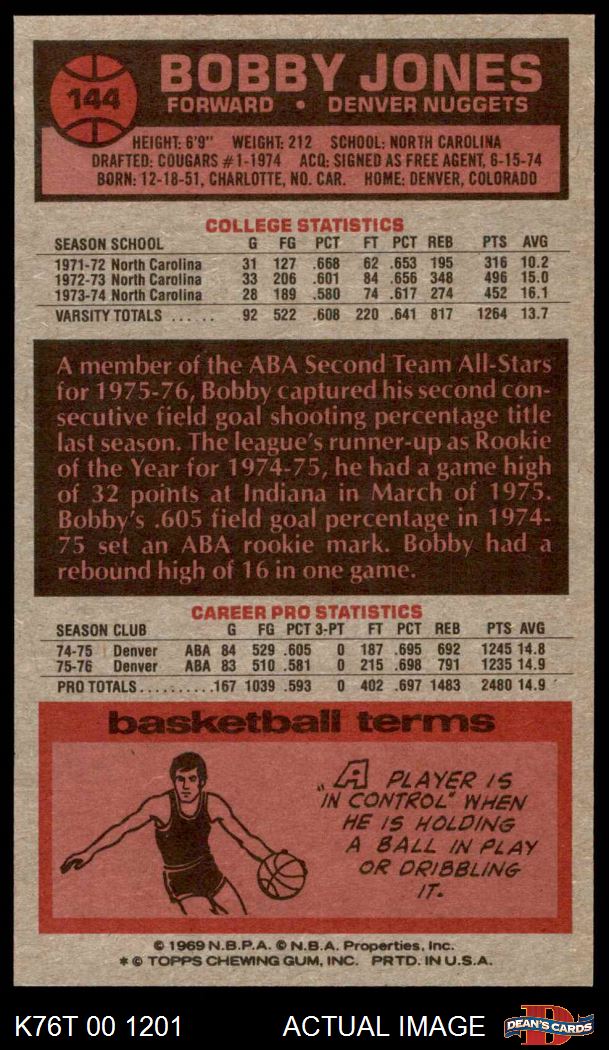 144
BOBBY JONES
FORWARD • DENVER NUGGETS
HEIGHT: 6'9" WEIGHT: 212 SCHOOL: NORTH CAROLINA
DRAFTED: COUGARS #1-1974 ACQ: SIGNED AS FREE AGENT, 6-15-74
BORN: 12-18-51, CHARLOTTE, NO. CAR. HOME: DENVER, COLORADO
COLLEGE STATISTICS
SEASON SCHOOL G FG PCT FT PCT REB PTS AVG
1971-72 North Carolina 31 127 .668 62 .653 195 316 10.2
1972-73 North Carolina 33 206 .601 84 .656 348 496 15.0
1973-74 North Carolina 28 189 .580 74 .617 274 452 16.1
VARSITY TOTALS ...... 92 522 .608 220 .641 817 1264 13.7
A member of the ABA Second Team All-Stars
for 1975-76, Bobby captured his second con-
secutive field goal shooting percentage title
last season. The league's runner-up as Rookie
of the Year for 1974-75, he had a game high
of 32 points at Indiana in March of 1975.
Bobby's .605 field goal percentage in 1974-
75 set an ABA rookie mark. Bobby had a
rebound high of 16 in one game.
CAREER PRO STATISTICS
SEASON CLUB G FG PCT 3-PT FT PCT REB PTS AVG
74-75 Denver ABA 84 529 .605 0 187 .695 692 1245 14.8
75-76 Denver ABA 83 510 .581 0 215 .698 791 1235 14.9
PRO TOTALS..........167 1039 .593 0 402 .697 1483 2480 14.9
basketball terms
A PLAYER IS
"IN CONTROL" WHEN
HE IS HOLDING
A BALL IN PLAY
OR DRIBBLING
IT.
© 1969 N.B.P.A. © N.B.A. Properties, Inc.
* © TOPPS CHEWING GUM, INC. PRTD. IN U.S.A.
K76T 00 1201 ACTUAL IMAGE DEAN'S CARDS